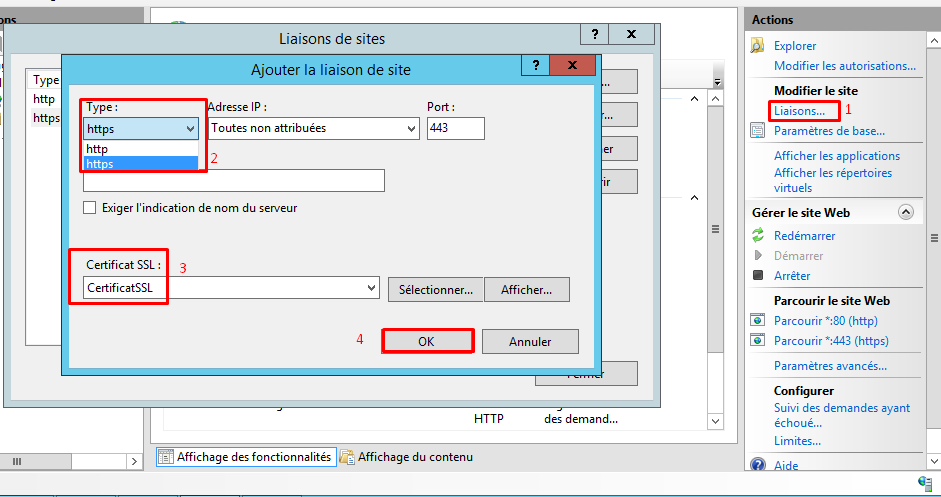 ons
Actions
Liaisons de sites
?
x
Explorer
Modifier les autorisations...
Ajouter la liaison de site
?
x
Type
http
https
Modifier le site
Liaisons...
1
Paramètres de base...
Afficher les applications
Afficher les répertoires
virtuels
Gérer le site Web
Redémarrer
Démarrer
Arrêter
Parcourir le site Web
Parcourir *:80 (http)
Parcourir *:443 (https)
Paramètres avancés...
Configurer
Suivi des demandes ayant
échoué...
Limites...
Aide
Type :
Adresse IP :
Port :
https
Toutes non attribuées
443
http
https
2
Exiger l'indication de nom du serveur
Certificat SSL :
3
CertificatSSL
Sélectionner...
Afficher...
4
OK
Annuler
...
...
er
rir
Fermer
HTTP
des demand...
Affichage des fonctionnalités
Affichage du contenu